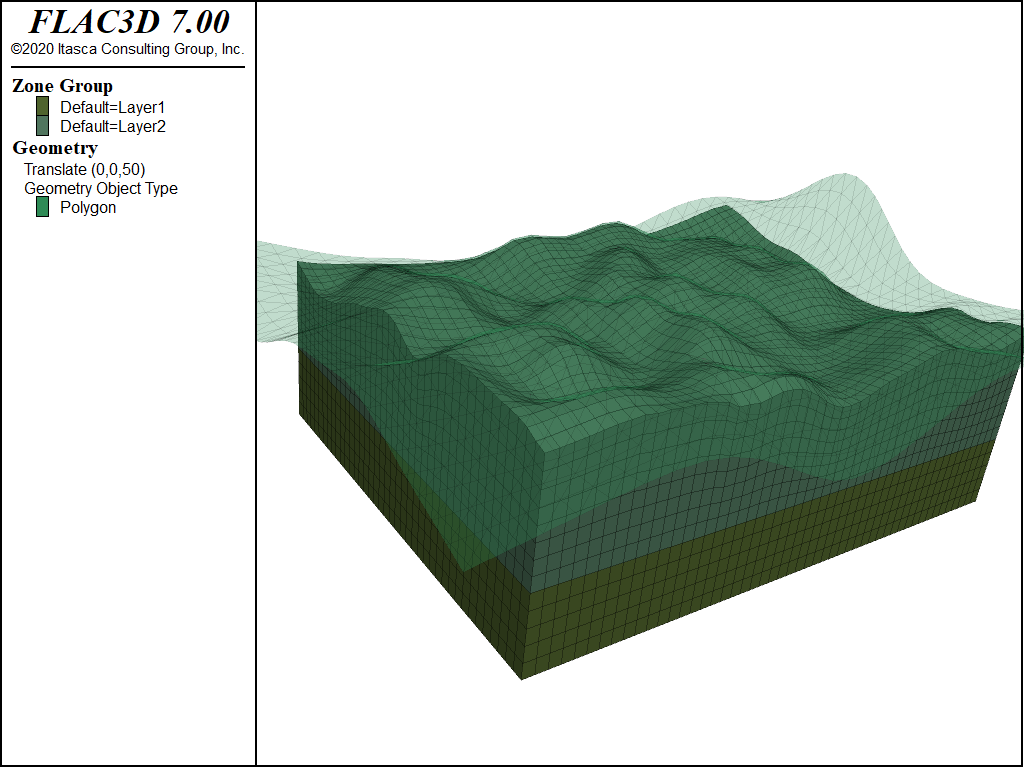 FLAC3D 7.00
©2020 Itasca Consulting Group, Inc.
Zone Group
Default=Layer1
Default=Layer2
Geometry
Translate (0,0,50)
Geometry Object Type
Polygon